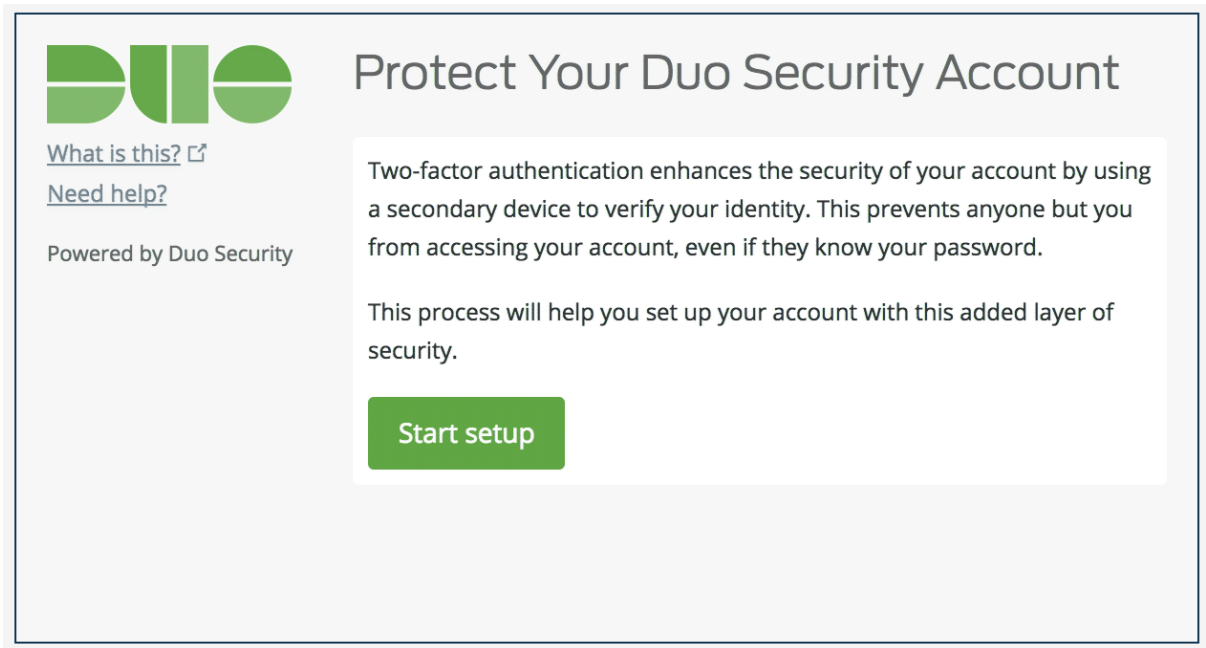 DUO
What is this?
Need help?
Powered by Duo Security
Protect Your Duo Security Account
Two-factor authentication enhances the security of your account by using
a secondary device to verify your identity. This prevents anyone but you
from accessing your account, even if they know your password.
This process will help you set up your account with this added layer of
security.
Start setup